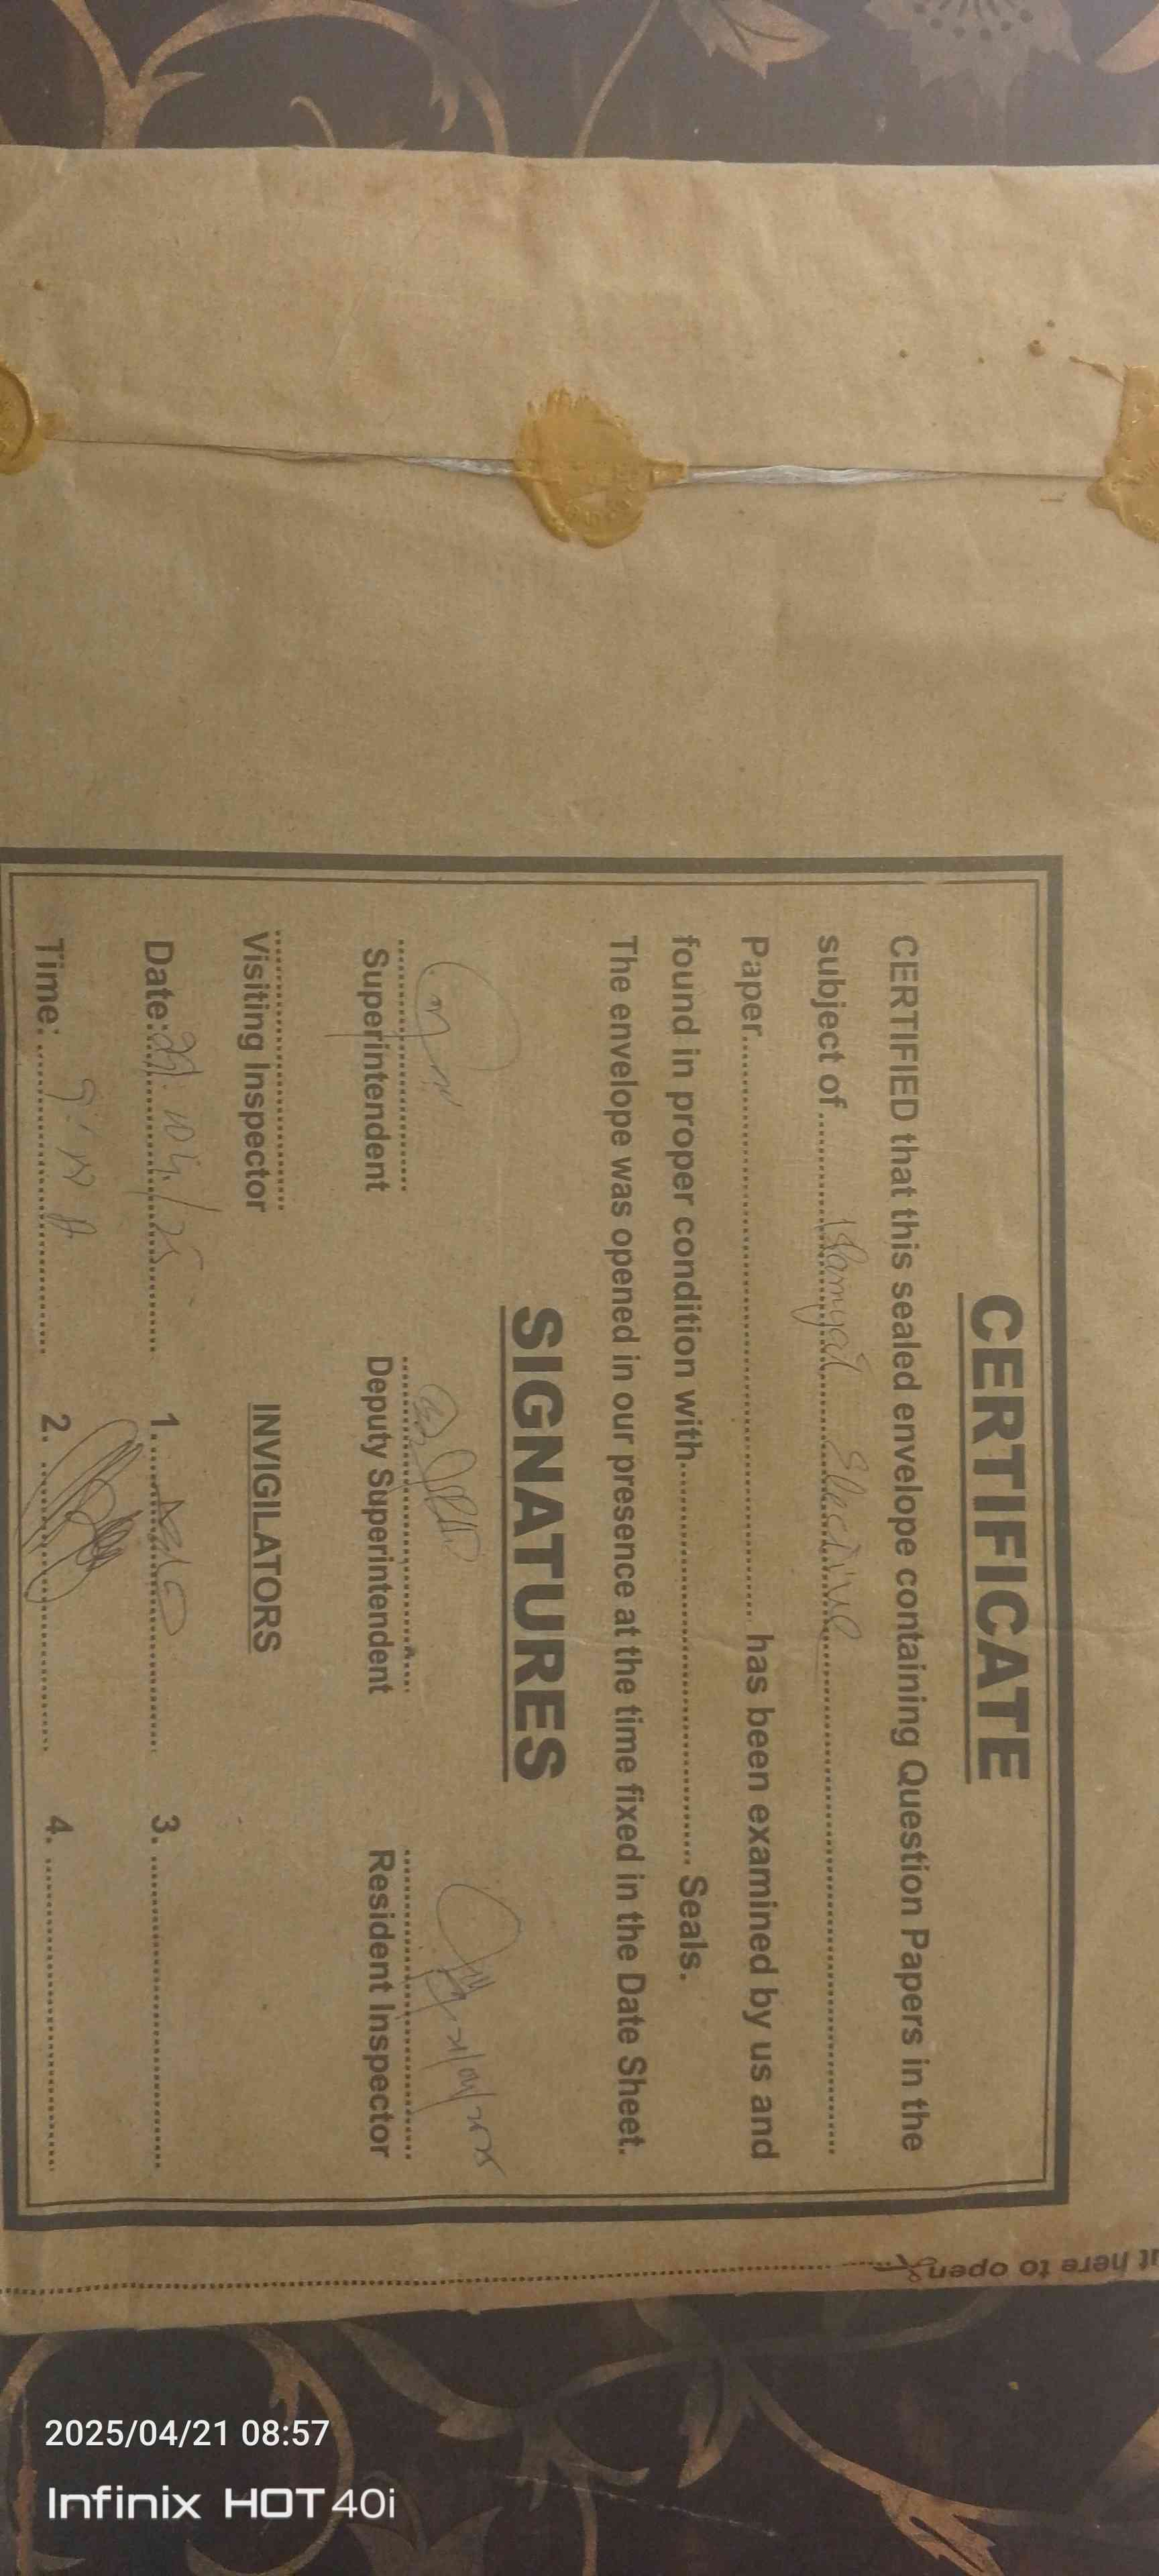 CERTIFICATE
CERTIFIED that this sealed envelope containing Question Papers in the
subject of Islamyat Elective
Paper has been examined by us and
found in proper condition with Seals.
The envelope was opened in our presence at the time fixed in the Date Sheet.
SIGNATURES
Superintendent Deputy Superintendent Resident Inspector
Visiting Inspector INVIGILATORS
Date: 1. 3.
Time: 2. 4.
here to open
2025/04/21 08:57
Infinix HOT 40i